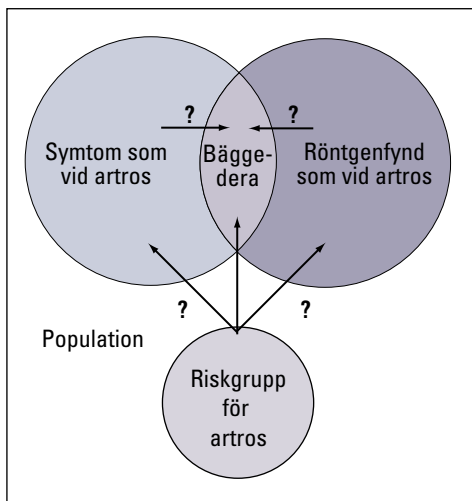 ?
?
Symtom som
vid artros
Bägge-
dera
Röntgenfynd
som vid artros
?
?
Population
Riskgrupp
för
artros